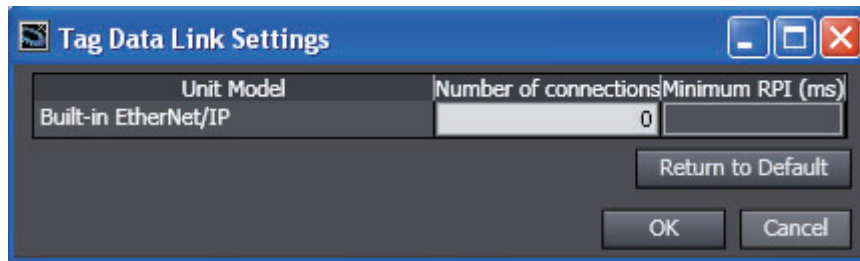 Tag Data Link Settings
Unit Model Number of connections Minimum RPI (ms)
Built-in EtherNet/IP 0
Return to Default
OK Cancel